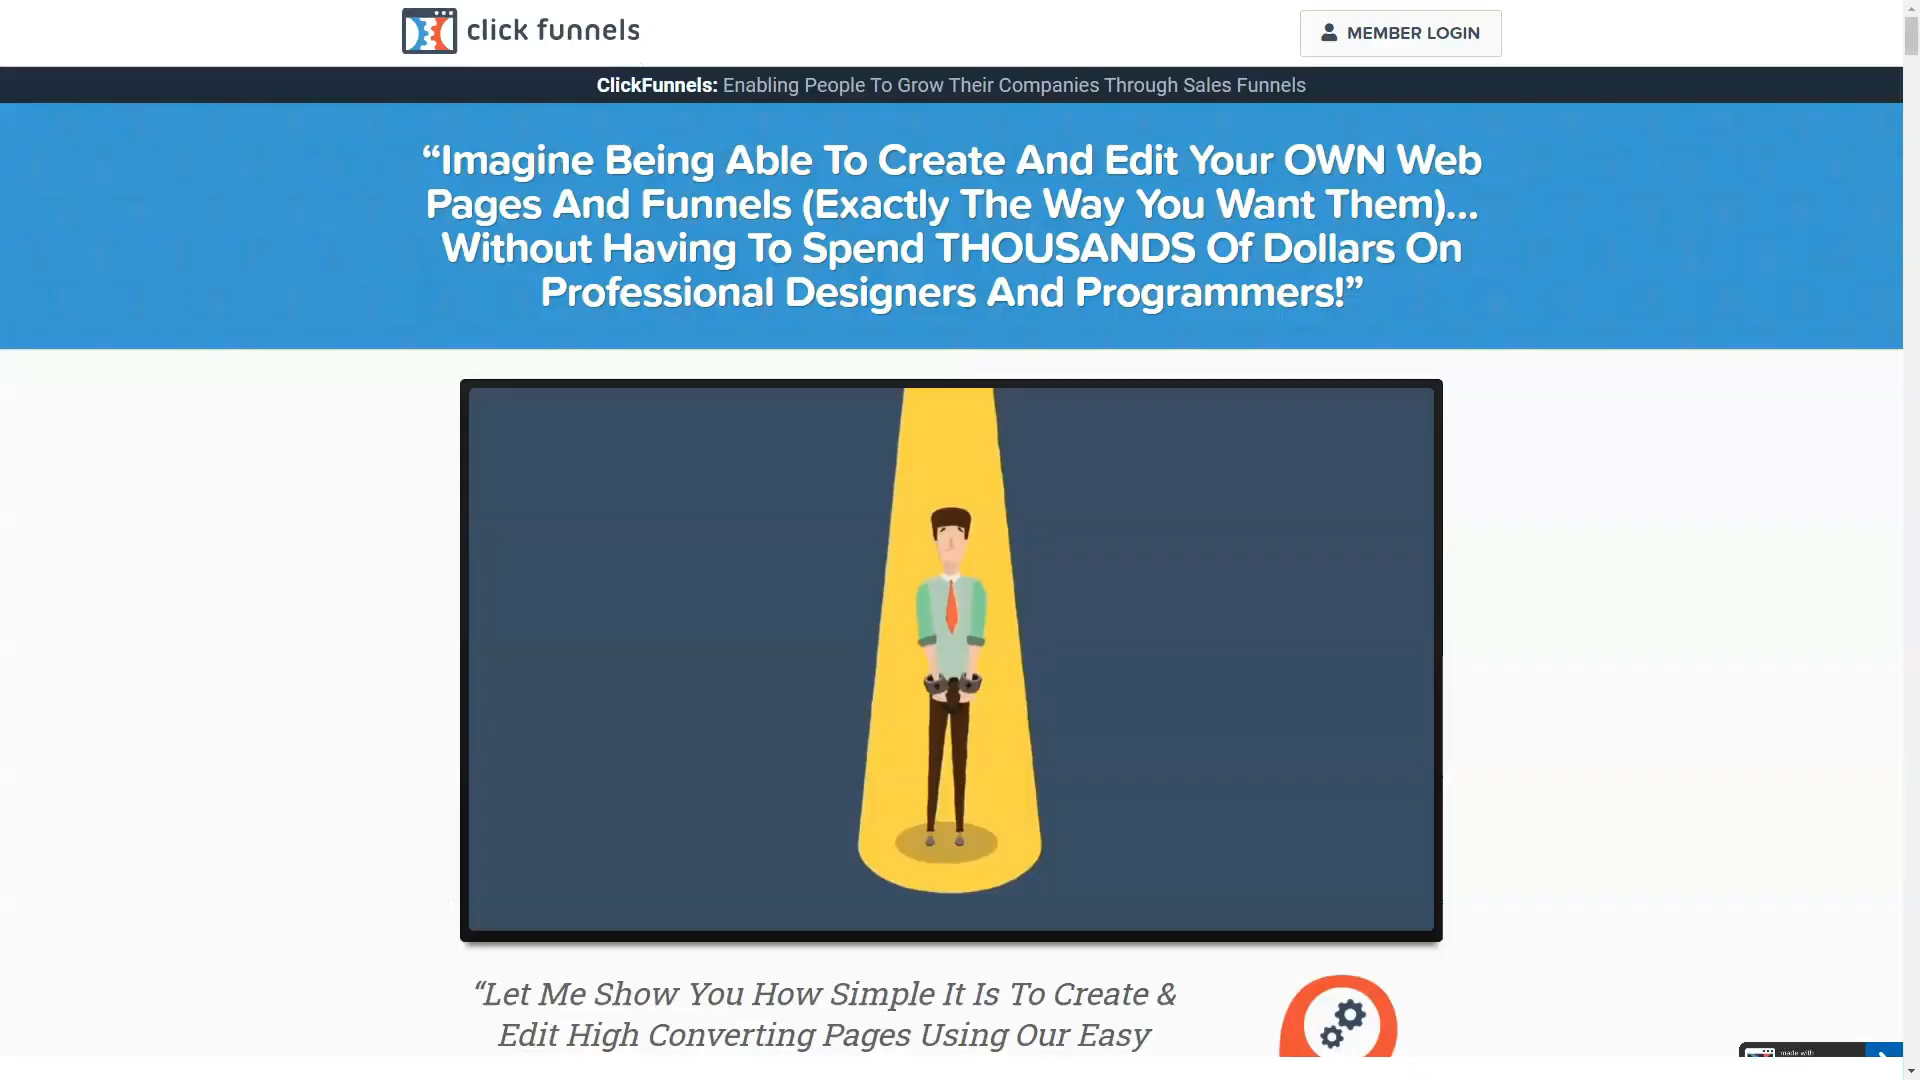 click funnels
MEMBER LOGIN
ClickFunnels: Enabling People To Grow Their Companies Through Sales Funnels
“Imagine Being Able To Create And Edit Your OWN Web
Pages And Funnels (Exactly The Way You Want Them)...
Without Having To Spend THOUSANDS Of Dollars On
Professional Designers And Programmers!”
“Let Me Show You How Simple It Is To Create &
Edit High Converting Pages Using Our Easy
made with